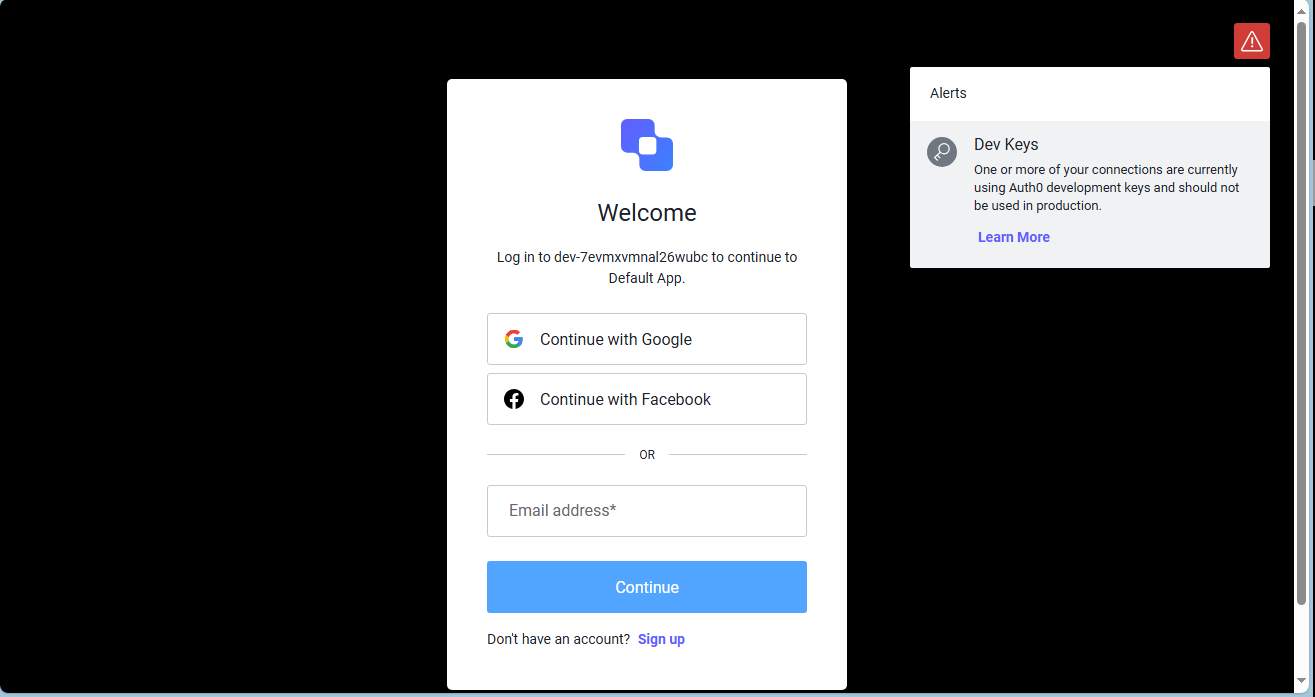 Alerts
Dev Keys
One or more of your connections are currently
using Auth0 development keys and should not
be used in production.
Learn More
Welcome
Log in to dev-7evmxvmnal26wubc to continue to
Default App.
Continue with Google
Continue with Facebook
OR
Email address*
Continue
Don't have an account? Sign up